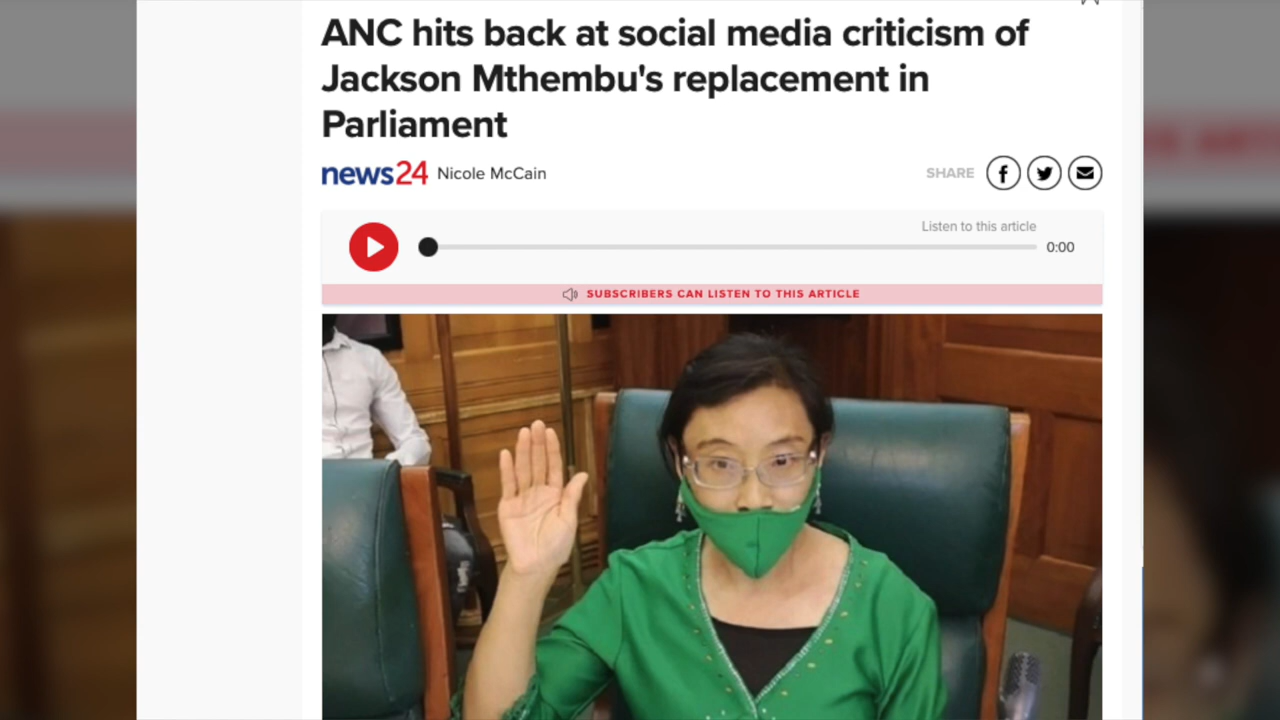 ANC hits back at social media criticism of
Jackson Mthembu's replacement in
Parliament
news24 Nicole McCain
SHARE
Listen to this article
0:00
SUBSCRIBERS CAN LISTEN TO THIS ARTICLE